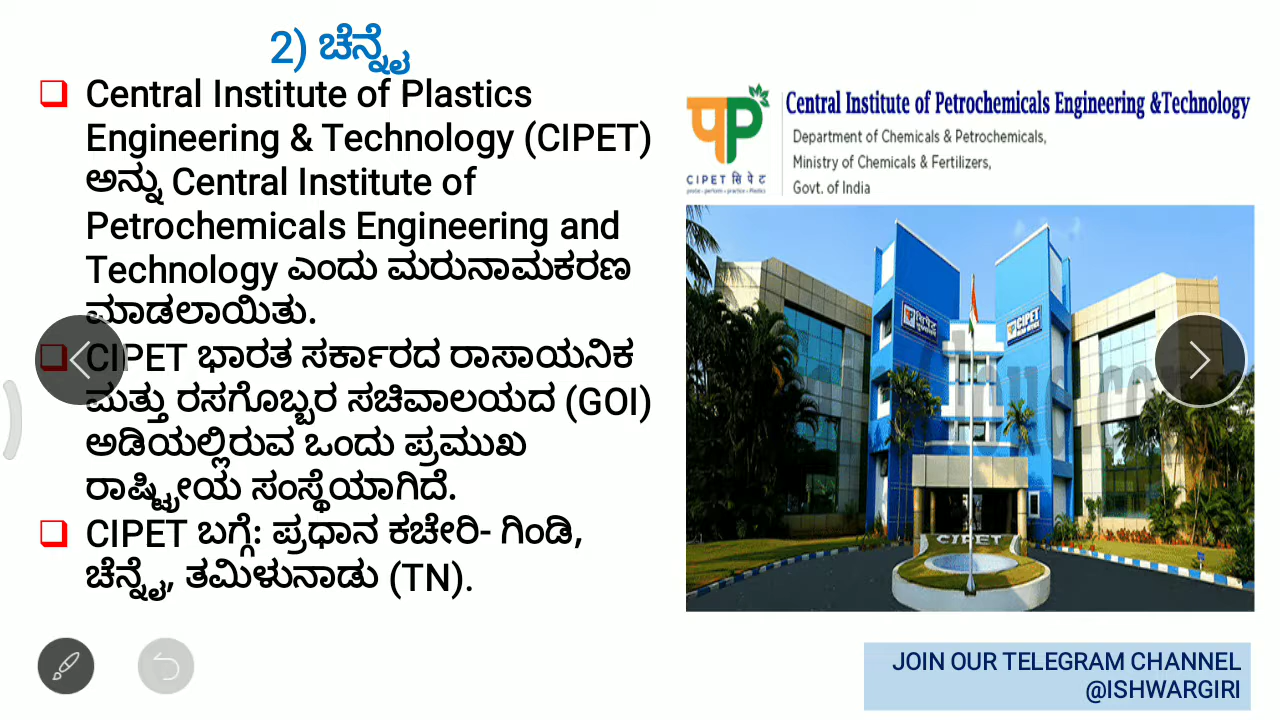 2) ಚೆನ್ನೈ
Central Institute of Plastics
Engineering & Technology (CIPET)
ಅನ್ನು Central Institute of
Petrochemicals Engineering and
Technology ಎಂದು ಮರುನಾಮಕರಣ
ಮಾಡಲಾಯಿತು.
CIPET ಭಾರತ ಸರ್ಕಾರದ ರಾಸಾಯನಿಕ
ಮತ್ತು ರಸಗೊಬ್ಬರ ಸಚಿವಾಲಯದ (GOI)
ಅಡಿಯಲ್ಲಿರುವ ಒಂದು ಪ್ರಮುಖ
ರಾಷ್ಟ್ರೀಯ ಸಂಸ್ಥೆಯಾಗಿದೆ.
CIPET ಬಗ್ಗೆ: ಪ್ರಧಾನ ಕಚೇರಿ- ಗಿಂಡಿ,
ಚೆನ್ನೈ, ತಮಿಳುನಾಡು (TN).
Central Institute of Petrochemicals Engineering &Technology
Department of Chemicals & Petrochemicals,
Ministry of Chemicals & Fertilizers,
Govt. of India
CIPET सिपेट
CIPET
CIPET
JOIN OUR TELEGRAM CHANNEL
@ISHWARGIRI